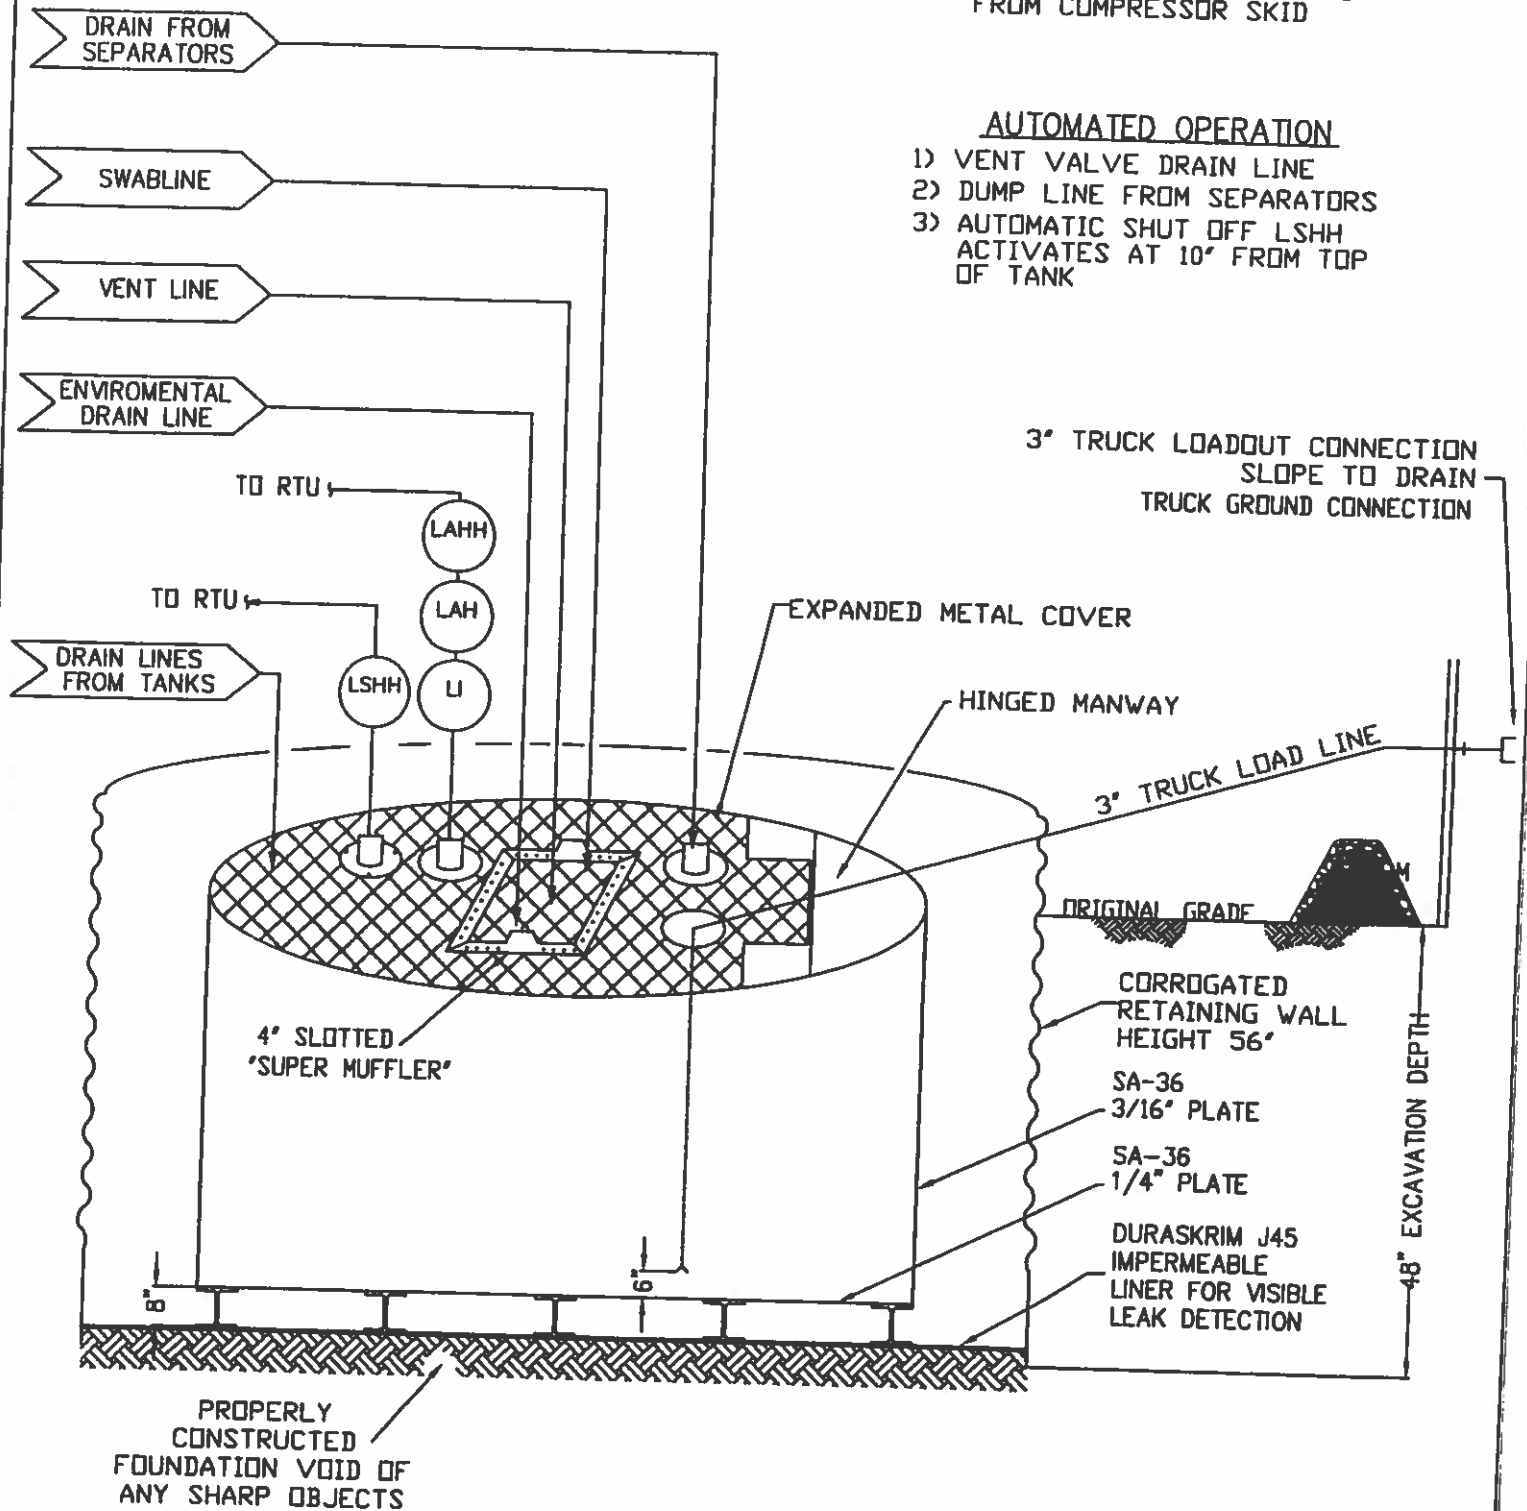 FROM COMPRESSOR SKID
DRAIN FROM
SEPARATORS
AUTOMATED OPERATION
1) VENT VALVE DRAIN LINE
2) DUMP LINE FROM SEPARATORS
3) AUTOMATIC SHUT OFF LSHH
ACTIVATES AT 10" FROM TOP
OF TANK
SWABLINE
VENT LINE
ENVIROMENTAL
DRAIN LINE
3" TRUCK LOADOUT CONNECTION
SLOPE TO DRAIN
TRUCK GROUND CONNECTION
TO RTU
LAHH
TO RTU
LAH
EXPANDED METAL COVER
DRAIN LINES
FROM TANKS
LSHH
LI
HINGED MANWAY
3" TRUCK LOAD LINE
ORIGINAL GRADE
CORROGATED
RETAINING WALL
HEIGHT 56"
4" SLOTTED
"SUPER MUFFLER"
SA-36
3/16" PLATE
SA-36
1/4" PLATE
48" EXCAVATION DEPTH
DURASKRIM J45
IMPERMEABLE
LINER FOR VISIBLE
LEAK DETECTION
8"
6"
PROPERLY
CONSTRUCTED
FOUNDATION VOID OF
ANY SHARP OBJECTS